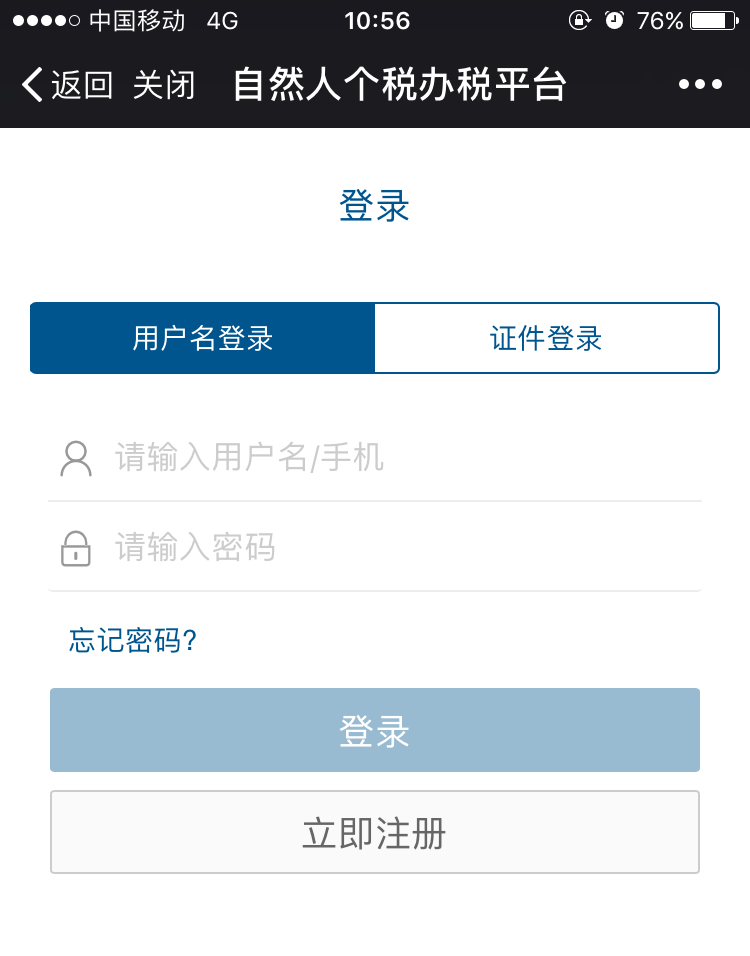 中国移动 4G 10:56 76%
返回 关闭 自然人个税办税平台
登录
用户名登录 证件登录
请输入用户名/手机
请输入密码
忘记密码?
登录
立即注册